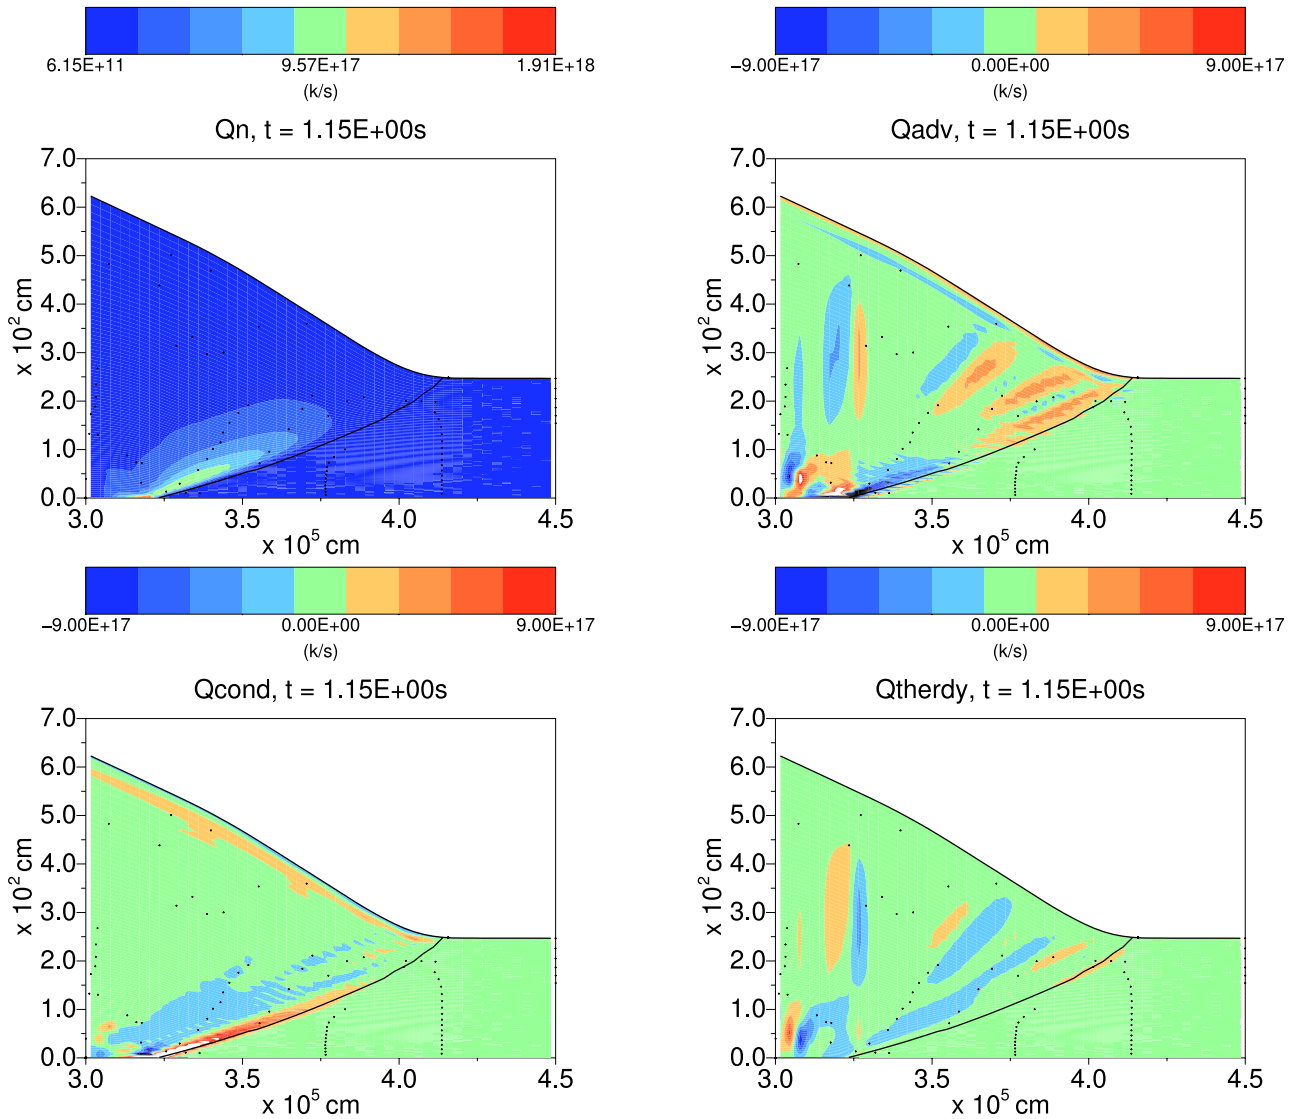 6.15E+11 9.57E+17 1.91E+18
(k/s)
Qn, t = 1.15E+00s
7.0
6.0
5.0
4.0
3.0
2.0
1.0
0.0
x 10² cm
3.0 3.5 4.0 4.5
x 10⁵ cm
−9.00E+17 0.00E+00 9.00E+17
(k/s)
Qadv, t = 1.15E+00s
7.0
6.0
5.0
4.0
3.0
2.0
1.0
0.0
x 10² cm
3.0 3.5 4.0 4.5
x 10⁵ cm
−9.00E+17 0.00E+00 9.00E+17
(k/s)
Qcond, t = 1.15E+00s
7.0
6.0
5.0
4.0
3.0
2.0
1.0
0.0
x 10² cm
3.0 3.5 4.0 4.5
x 10⁵ cm
−9.00E+17 0.00E+00 9.00E+17
(k/s)
Qtherdy, t = 1.15E+00s
7.0
6.0
5.0
4.0
3.0
2.0
1.0
0.0
x 10² cm
3.0 3.5 4.0 4.5
x 10⁵ cm